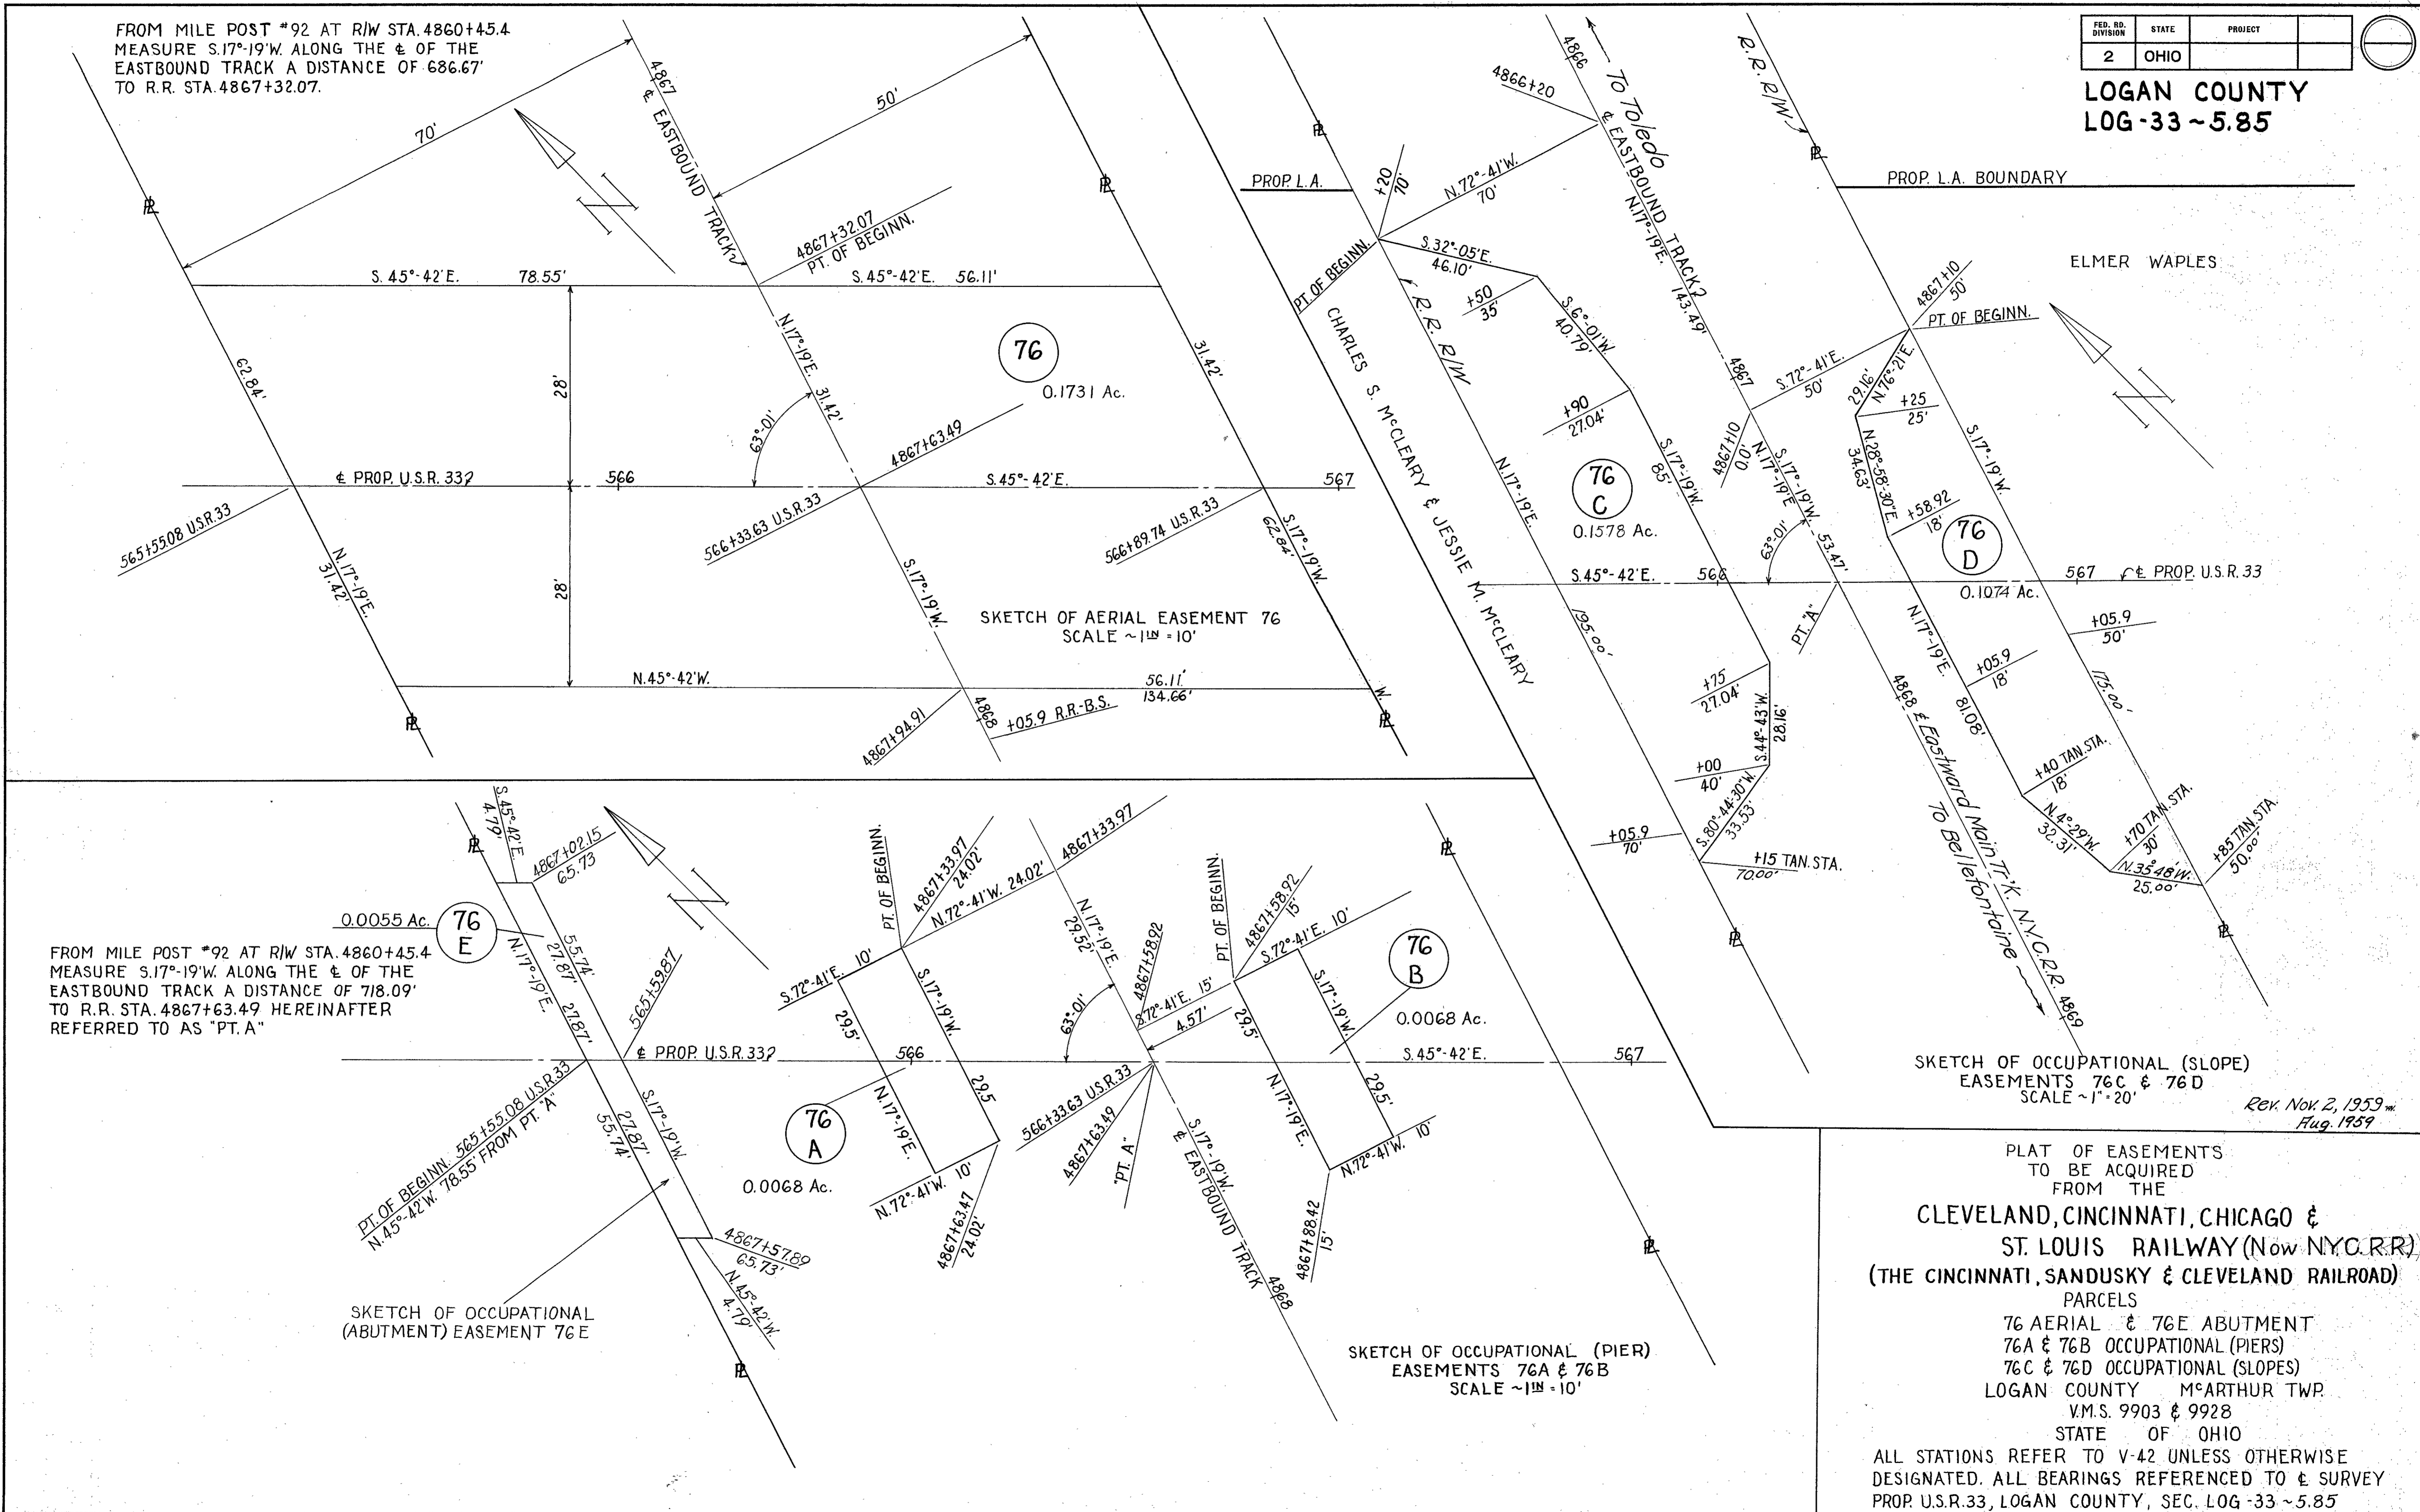 FROM MILE POST #92 AT R/W STA. 4860+45.4
MEASURE S.17°-19'W. ALONG THE ℄ OF THE
EASTBOUND TRACK A DISTANCE OF 686.67'
TO R.R. STA. 4867+32.07.
70'
50'
4867
℄ EASTBOUND TRACK
N
4867+32.07
PT. OF BEGINN.
S. 45°-42'E. 78.55'
S. 45°-42'E. 56.11'
62.84'
28'
N.17°-19'E. 31.42'
76
0.1731 Ac.
31.42'
63°-01'
4867+63.49
℄ PROP. U.S.R. 33
566
S.45°-42'E.
567
565+55.08 U.S.R.33
566+33.63 U.S.R.33
566+89.74 U.S.R.33
N.17°-19'E.
31.42'
28'
S.17°-19'W.
S.17°-19'W.
62.84'
SKETCH OF AERIAL EASEMENT 76
SCALE ~ 1 IN = 10'
N.45°-42'W.
56.11'
134.66'
W.
4867+94.91
4868
+05.9 R.R.-B.S.
℄ PL
FED. RD. DIVISION
STATE
PROJECT
2
OHIO
LOGAN COUNTY
LOG-33~5.85
4866
To Toledo
R.R. R/W
4866+20
℄ EASTBOUND TRACK
N.17°-19'E. 143.49'
PROP. L.A.
+20
70'
N.72°-41'W.
70'
PROP. L.A. BOUNDARY
PT. OF BEGINN.
S.32°-05'E.
46.10'
ELMER WAPLES
R.R. R/W
+50
35'
S.6°-01'W.
40.79'
4867+10
50'
PT. OF BEGINN.
N
CHARLES S. McCLEARY & JESSIE M. McCLEARY
4867
S.72°-41'E.
50'
29.16'
N.76°-21'E.
+25
25'
+90
27.04'
S.17°-19'W.
85'
4867+10
0.0'
N.28°-58'-30"E.
34.63'
S.17°-19'W.
N.17°-19'E.
76
C
0.1578 Ac.
S.17°-19'W. 53.47'
N.17°-19'E
+58.92
18'
76
D
63°-01'
S.45°-42'E.
566
567
℄ PROP. U.S.R. 33
0.1074 Ac.
195.00'
PT. "A"
N.17°-19'E.
81.08'
+05.9
50'
+05.9
18'
175.00'
+75
27.04'
S.44°-43'W.
28.16'
4868
℄ Eastward Main Tr'k. N.Y.C.R.R.
4869
To Bellefontaine
+00
40'
+40 TAN. STA.
18'
S.80°-44'-30"W.
33.53'
N.4°-29'W.
32.31'
+70 TAN. STA.
30'
N.35°48'W.
25.00'
+85 TAN. STA.
50.00'
+05.9
70'
+15 TAN. STA.
70.00'
SKETCH OF OCCUPATIONAL (SLOPE)
EASEMENTS 76C & 76D
SCALE ~ 1" = 20'
Rev. Nov. 2, 1959
Aug. 1959
S.45°-42'E.
4.79'
4867+02.15
65.73
N
0.0055 Ac.
76
E
FROM MILE POST #92 AT R/W STA. 4860+45.4
MEASURE S.17°-19'W. ALONG THE ℄ OF THE
EASTBOUND TRACK A DISTANCE OF 718.09'
TO R.R. STA. 4867+63.49 HEREINAFTER
REFERRED TO AS "PT. A"
55.74'
27.87'
N.17°-19'E.
27.87'
565+59.87
℄ PROP. U.S.R. 33
PT. OF BEGINN. 565+55.08 U.S.R.33
N.45°-42'W. 78.55' FROM PT. "A"
27.87'
55.74'
S.17°-19'W.
4867+57.89
65.73'
N.45°-42'W.
4.79'
SKETCH OF OCCUPATIONAL
(ABUTMENT) EASEMENT 76E
PT. OF BEGINN.
4867+33.97
24.02'
N.72°-41'W. 24.02'
4867+33.97
S.72°-41'E. 10'
29.5'
S.17°-19'W.
29.5
566
N.17°-19'E.
76
A
0.0068 Ac.
N.72°-41'W. 10'
4867+63.47
24.02'
N.17°-19'E.
29.52'
4867+58.92
63°-01'
PT. OF BEGINN.
4867+58.92
15'
S.72°-41'E. 10'
S.72°-41'E. 15'
4.57'
76
B
0.0068 Ac.
S.17°-19'W.
29.5'
29.5'
N.17°-19'E.
S.45°-42'E.
567
566+33.63 U.S.R.33
4867+63.49
"PT. A"
S.17°-19'W.
℄ EASTBOUND TRACK
4868
N.72°-41'W. 10'
4867+88.42
15'
SKETCH OF OCCUPATIONAL (PIER)
EASEMENTS 76A & 76B
SCALE ~ 1 IN = 10'
PLAT OF EASEMENTS
TO BE ACQUIRED
FROM THE
CLEVELAND, CINCINNATI, CHICAGO &
ST. LOUIS RAILWAY (Now N.Y.C.R.R)
(THE CINCINNATI, SANDUSKY & CLEVELAND RAILROAD)
PARCELS
76 AERIAL & 76E ABUTMENT
76A & 76B OCCUPATIONAL (PIERS)
76C & 76D OCCUPATIONAL (SLOPES)
LOGAN COUNTY McARTHUR TWP.
V.M.S. 9903 & 9928
STATE OF OHIO
ALL STATIONS REFER TO V-42 UNLESS OTHERWISE
DESIGNATED. ALL BEARINGS REFERENCED TO ℄ SURVEY
PROP. U.S.R.33, LOGAN COUNTY, SEC. LOG-33~5.85